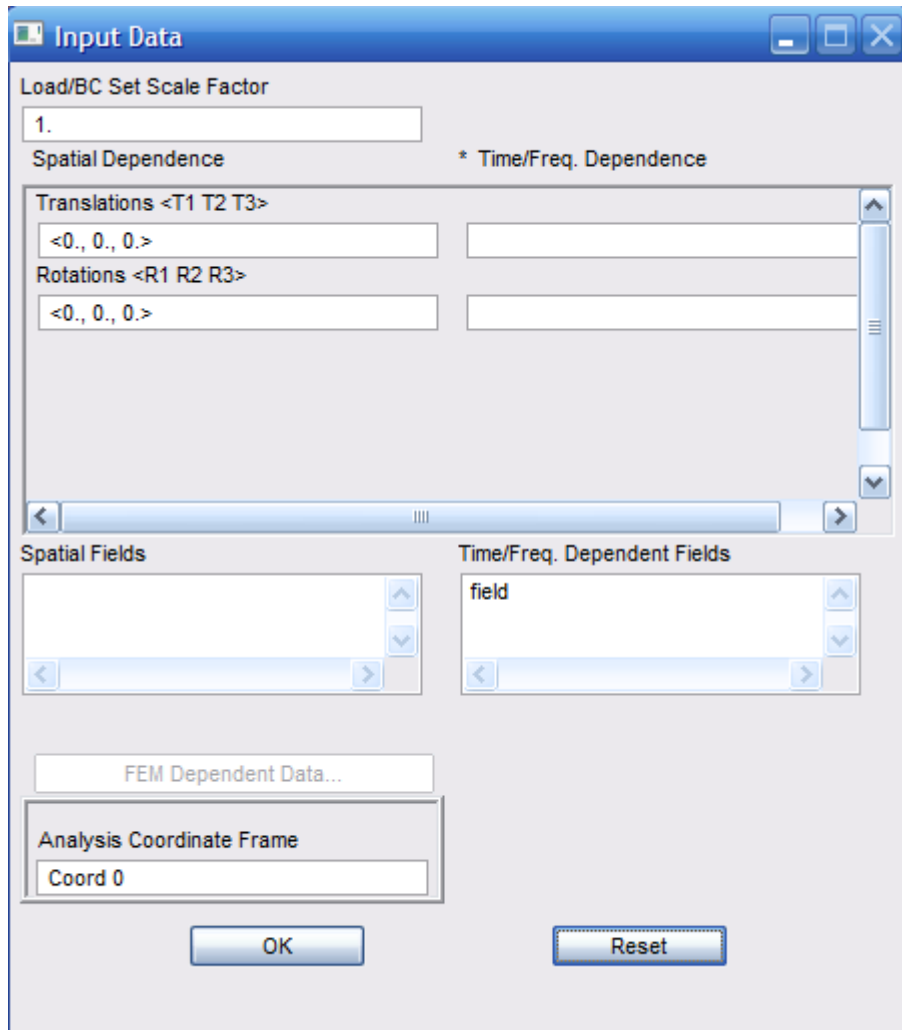 Input Data
Load/BC Set Scale Factor
1.
Spatial Dependence * Time/Freq. Dependence
Translations <T1 T2 T3>
<0., 0., 0.>
Rotations <R1 R2 R3>
<0., 0., 0.>
Spatial Fields Time/Freq. Dependent Fields
field
FEM Dependent Data...
Analysis Coordinate Frame
Coord 0
OK Reset